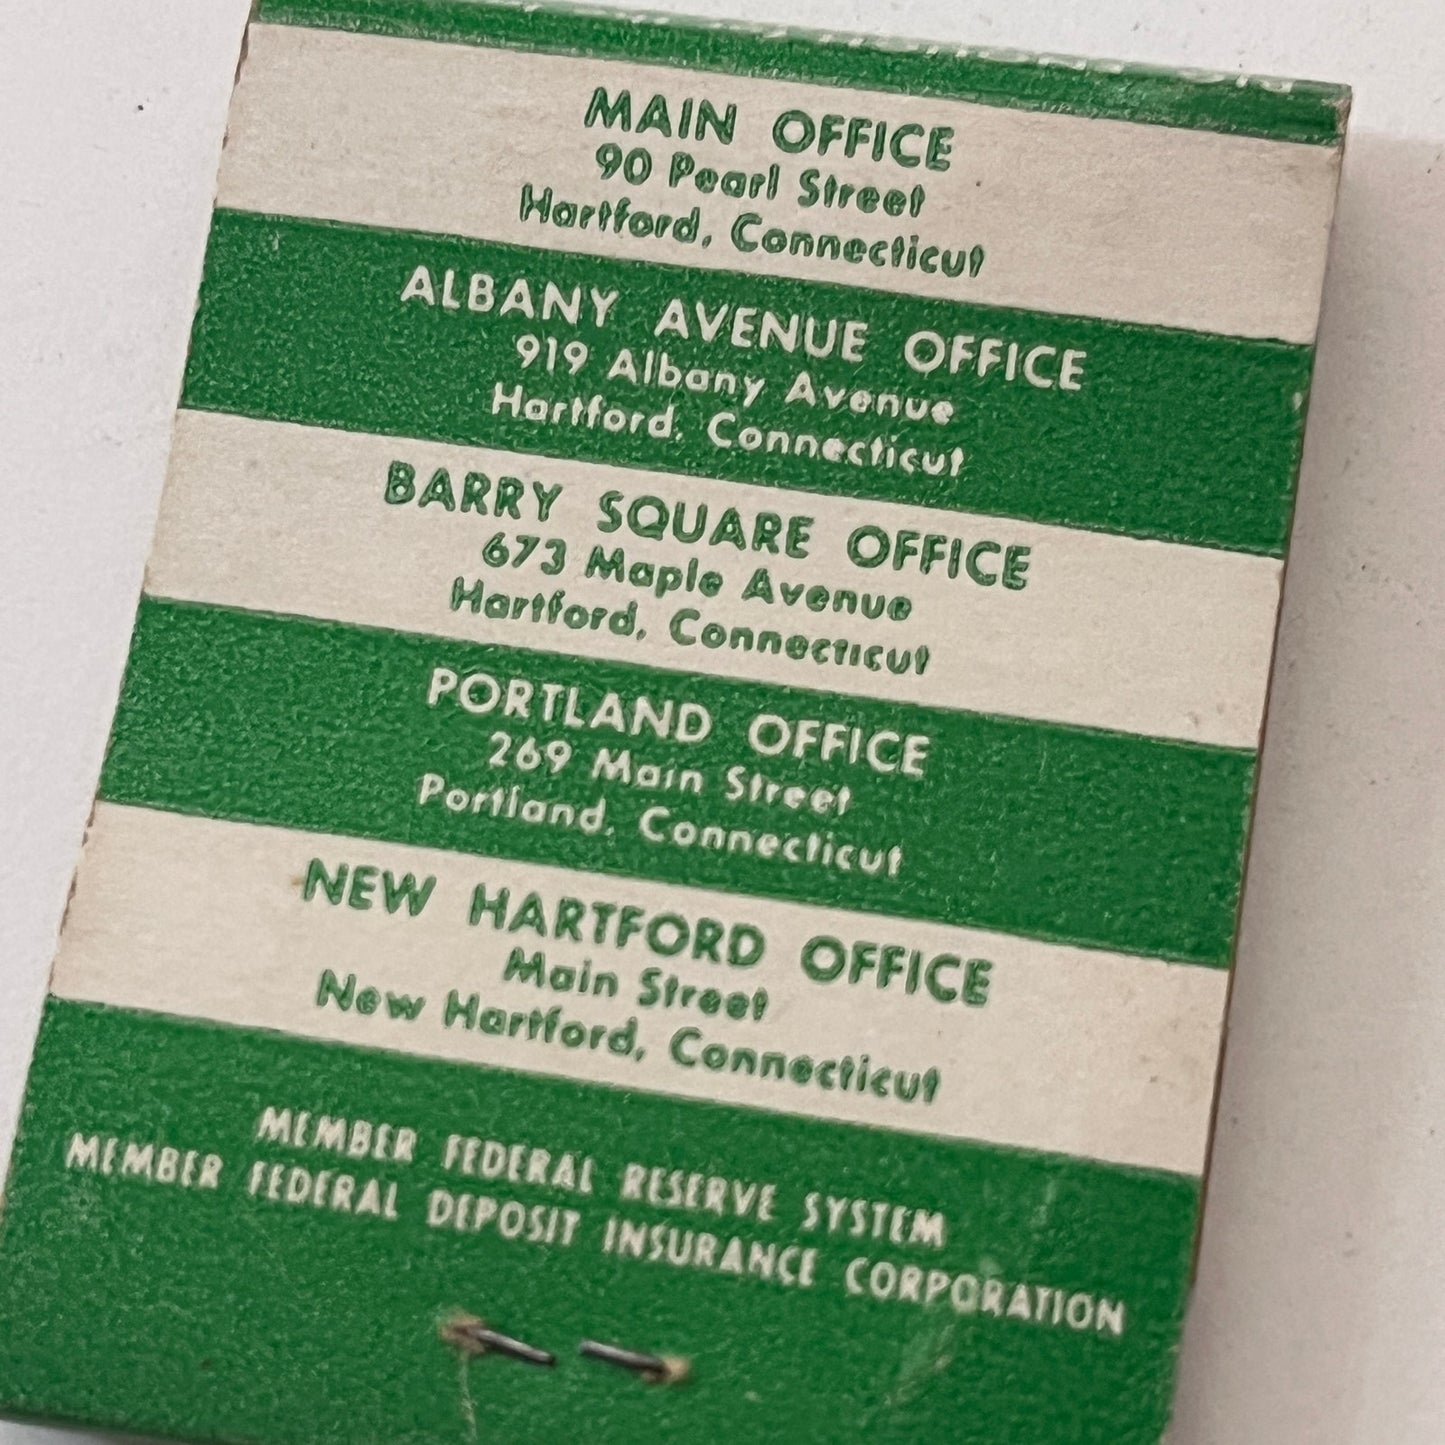 MAIN OFFICE
90 Pearl Street
Hartford, Connecticut
ALBANY AVENUE OFFICE
919 Albany Avenue
Hartford, Connecticut
BARRY SQUARE OFFICE
673 Maple Avenue
Hartford, Connecticut
PORTLAND OFFICE
269 Main Street
Portland, Connecticut
NEW HARTFORD OFFICE
Main Street
New Hartford, Connecticut
MEMBER FEDERAL RESERVE SYSTEM
MEMBER FEDERAL DEPOSIT INSURANCE CORPORATION